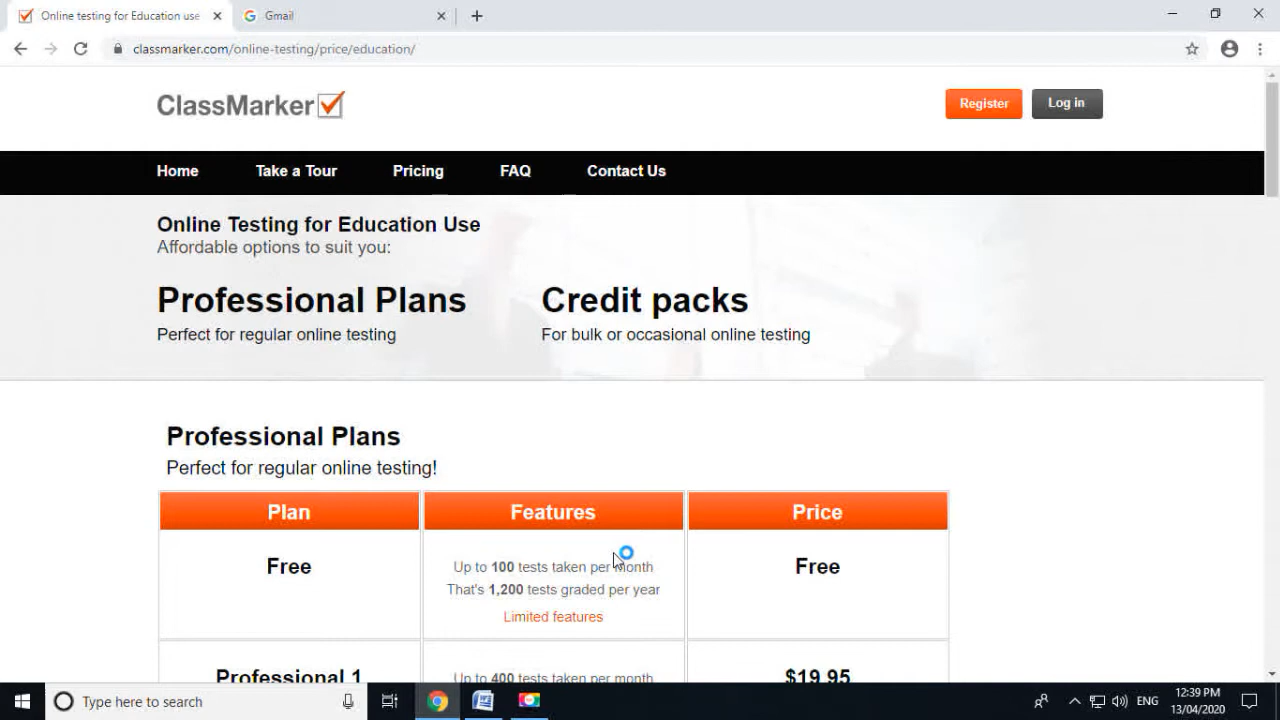 Online testing for Education use
Gmail
classmarker.com/online-testing/price/education/
ClassMarker
Register
Log in
Home
Take a Tour
Pricing
FAQ
Contact Us
Online Testing for Education Use
Affordable options to suit you:
Professional Plans
Credit packs
Perfect for regular online testing
For bulk or occasional online testing
Professional Plans
Perfect for regular online testing!
Plan
Features
Price
Free
Up to 100 tests taken per month
That's 1,200 tests graded per year
Limited features
Free
Professional 1
Up to 400 tests taken per month
$19.95
Type here to search
ENG
12:39 PM
13/04/2020